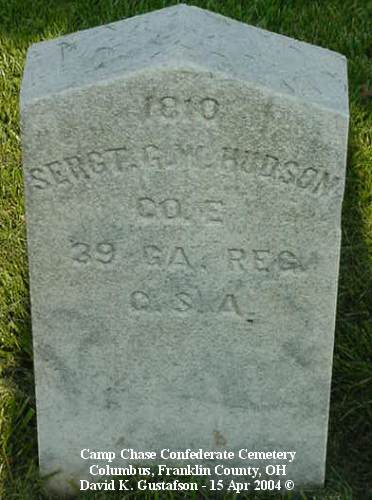 1810
SERGT. G. W. HUDSON
CO. E
39 GA. REG.
C. S. A.
Camp Chase Confederate Cemetery
Columbus, Franklin County, OH
David K. Gustafson - 15 Apr 2004 ©